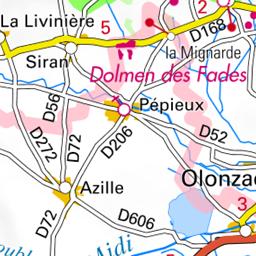 La Livinière
5
2
D168
Siran
la Mignarde
Dolmen des Fades
D56
Pépieux
D272
D72
D206
D52
Olonza
Azille
3
D72
D606
Midi